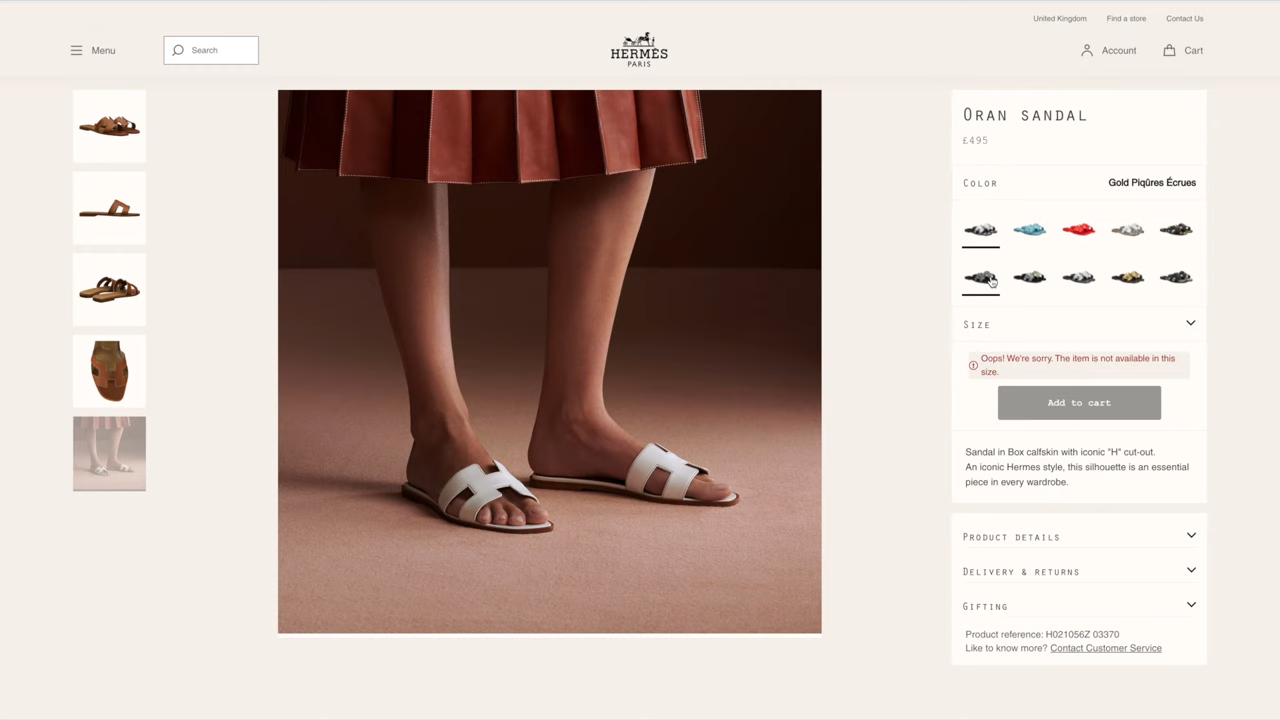 United Kingdom
Find a store
Contact Us
Menu
Search
HERMÈS
PARIS
Account
Cart
Oran sandal
£495
Color
Gold Piqûres Écrues
Size
Oops! We're sorry. The item is not available in this
size.
Add to cart
Sandal in Box calfskin with iconic "H" cut-out.
An iconic Hermes style, this silhouette is an essential
piece in every wardrobe.
Product details
Delivery & returns
Gifting
Product reference: H021056Z 03370
Like to know more? Contact Customer Service